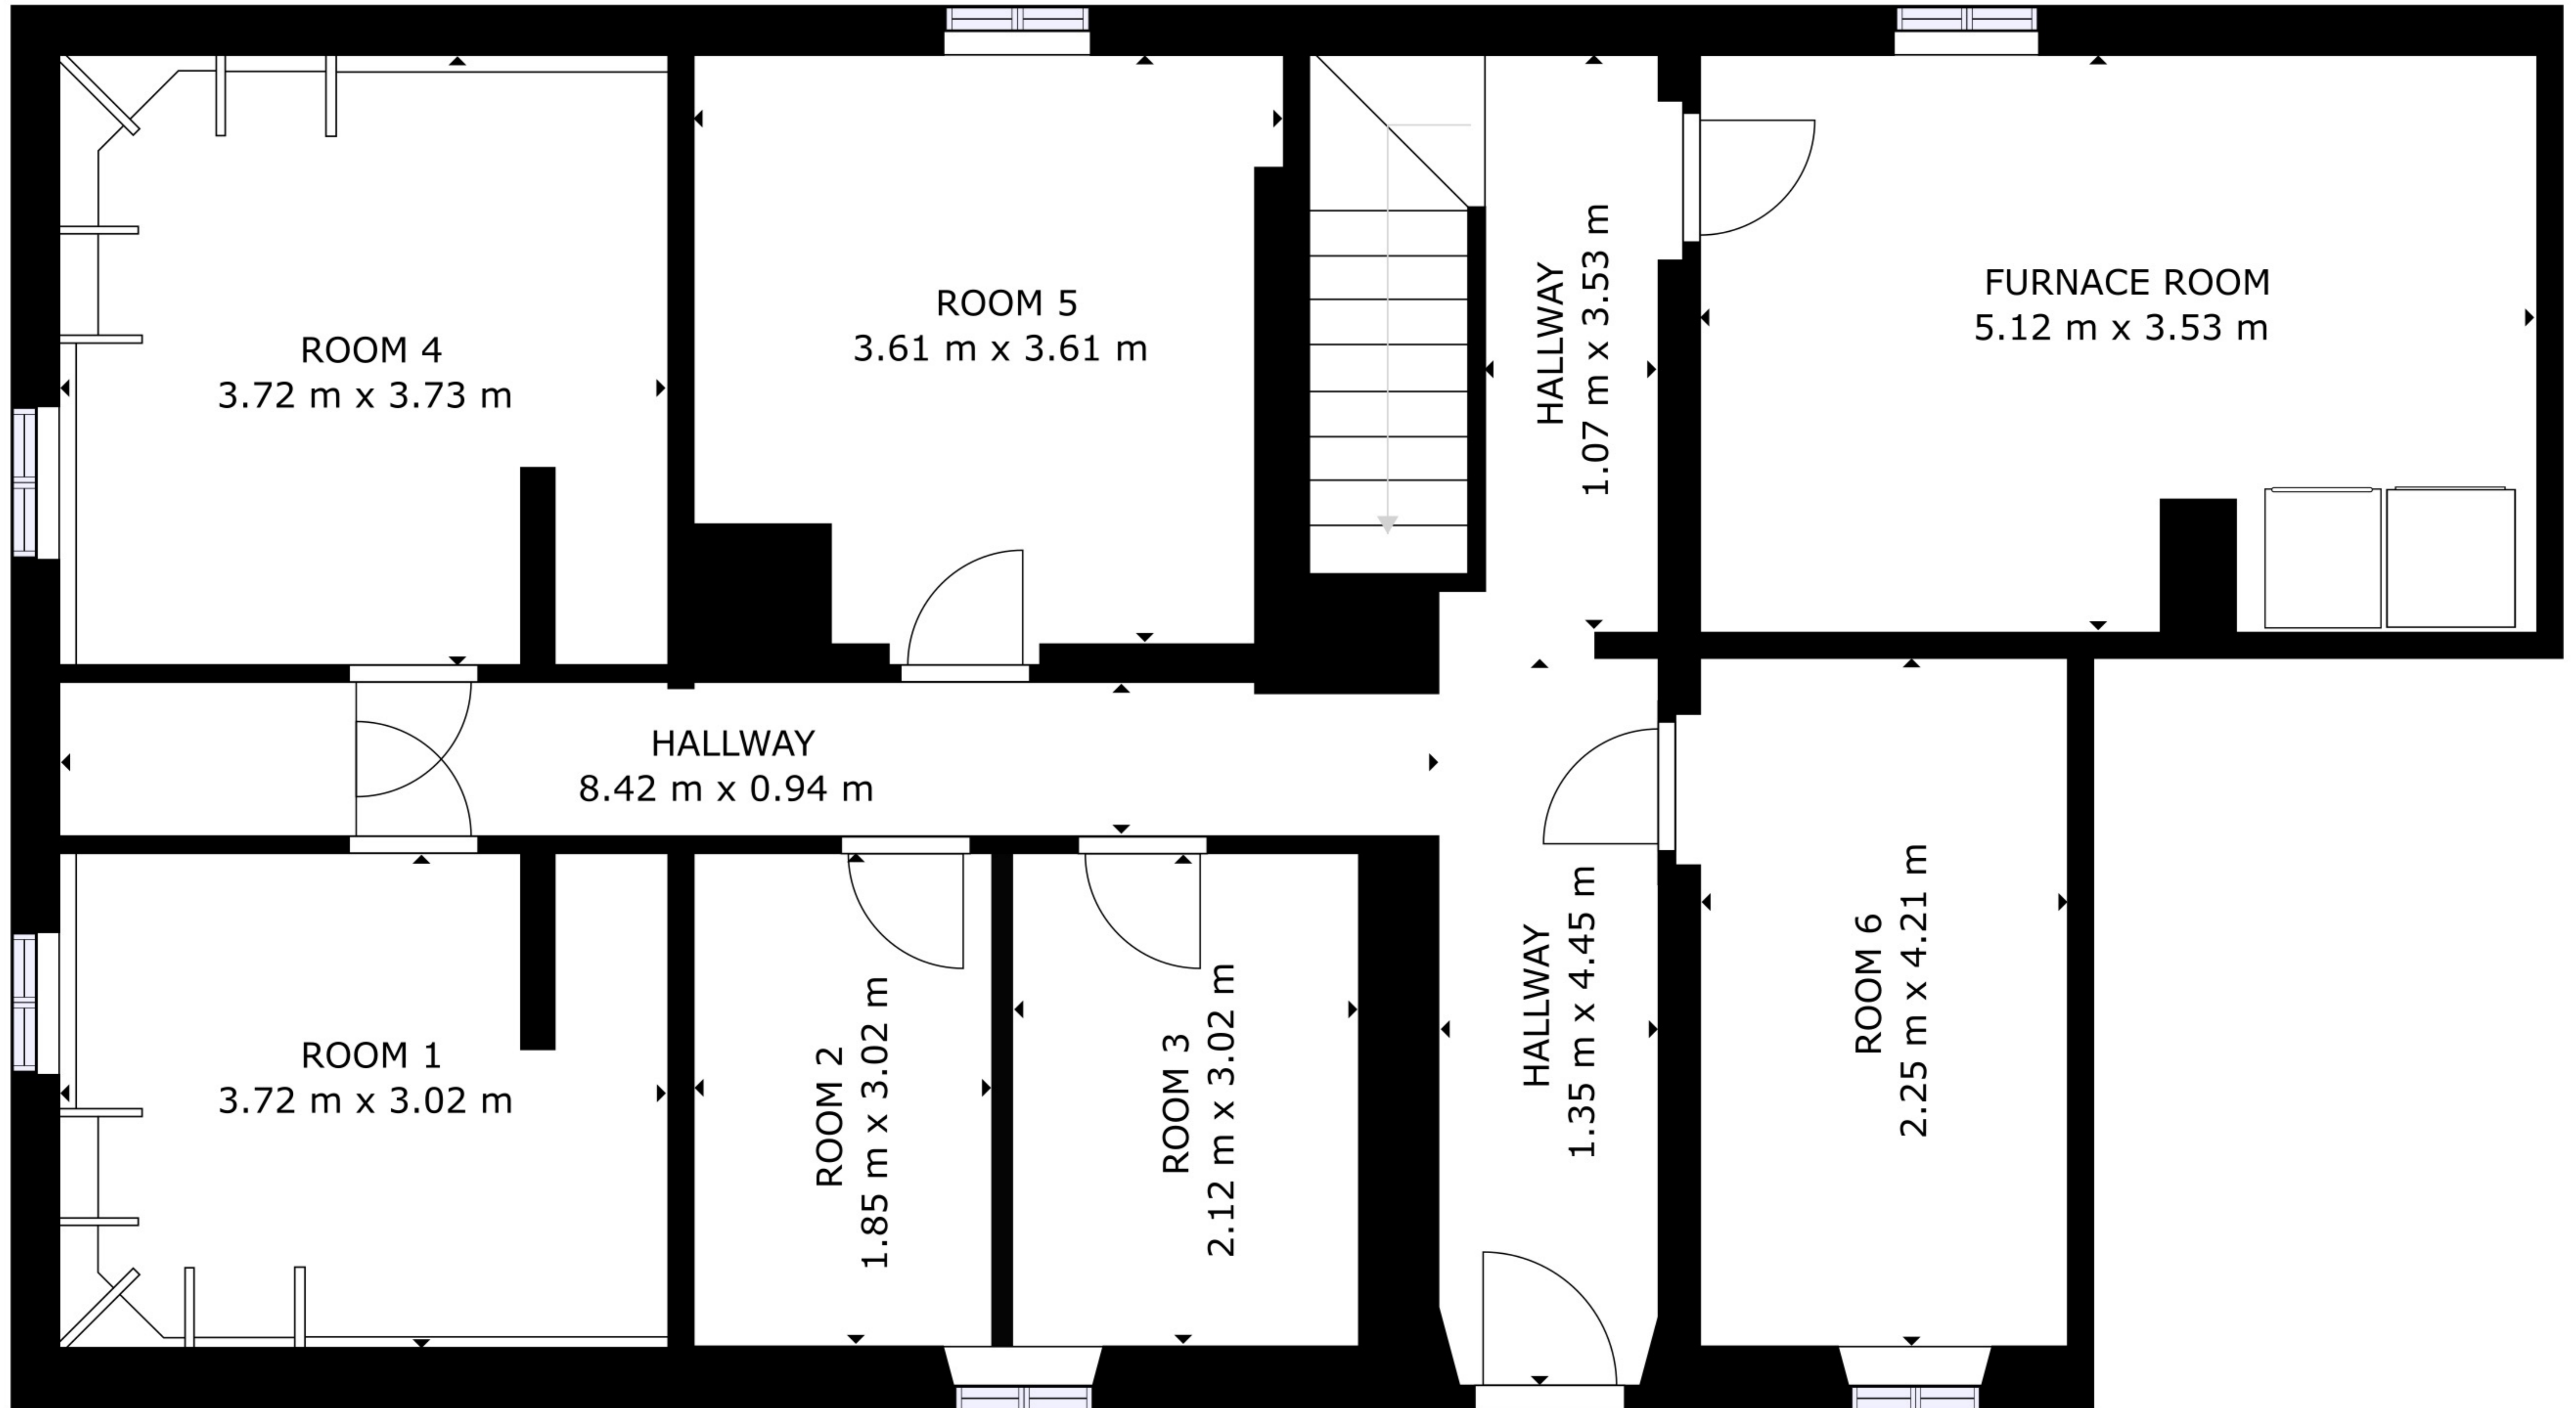 ROOM 4
3.72 m x 3.73 m
ROOM 5
3.61 m x 3.61 m
HALLWAY
1.07 m x 3.53 m
FURNACE ROOM
5.12 m x 3.53 m
HALLWAY
8.42 m x 0.94 m
ROOM 1
3.72 m x 3.02 m
ROOM 2
1.85 m x 3.02 m
ROOM 3
2.12 m x 3.02 m
HALLWAY
1.35 m x 4.45 m
ROOM 6
2.25 m x 4.21 m